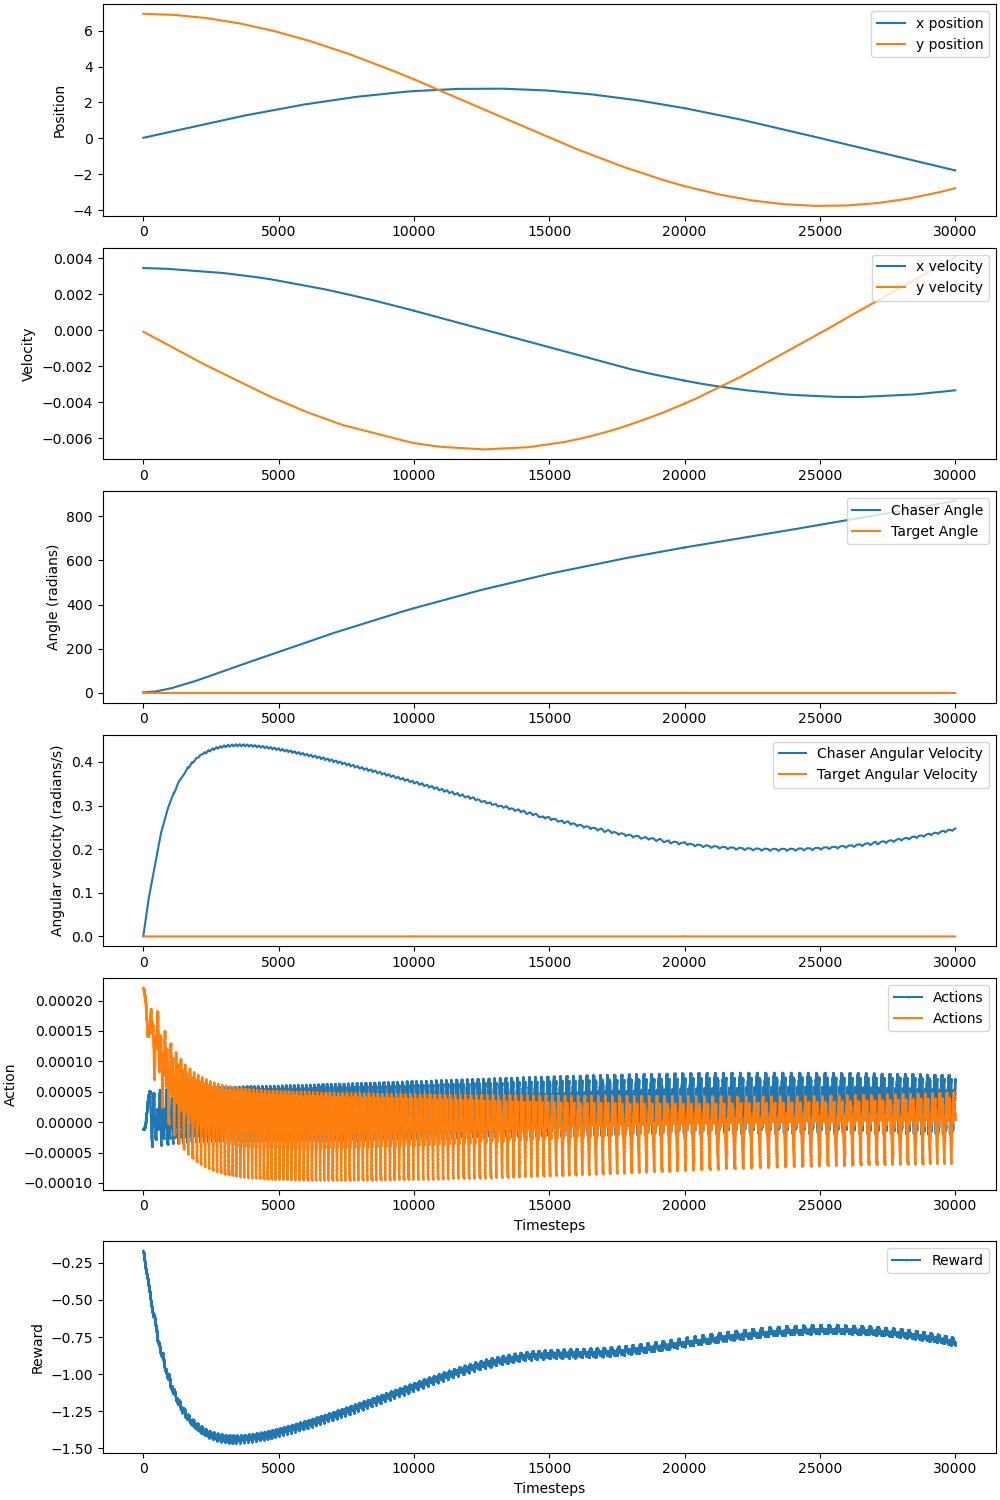 6
4
2
0
−2
−4
Position
x position
y position
0 5000 10000 15000 20000 25000 30000
0.004
0.002
0.000
−0.002
−0.004
−0.006
Velocity
x velocity
y velocity
0 5000 10000 15000 20000 25000 30000
800
600
400
200
0
Angle (radians)
Chaser Angle
Target Angle
0 5000 10000 15000 20000 25000 30000
0.4
0.3
0.2
0.1
0.0
Angular velocity (radians/s)
Chaser Angular Velocity
Target Angular Velocity
0 5000 10000 15000 20000 25000 30000
0.00020
0.00015
0.00010
0.00005
0.00000
−0.00005
−0.00010
Action
Actions
Actions
0 5000 10000 15000 20000 25000 30000
Timesteps
−0.25
−0.50
−0.75
−1.00
−1.25
−1.50
Reward
Reward
0 5000 10000 15000 20000 25000 30000
Timesteps